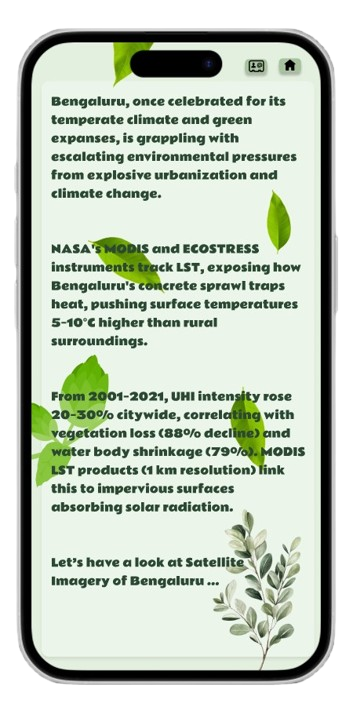 Bengaluru, once celebrated for its
temperate climate and green
expanses, is grappling with
escalating environmental pressures
from explosive urbanization and
climate change.
NASA's MODIS and ECOSTRESS
instruments track LST, exposing how
Bengaluru's concrete sprawl traps
heat, pushing surface temperatures
5-10°C higher than rural
surroundings.
From 2001-2021, UHI intensity rose
20-30% citywide, correlating with
vegetation loss (88% decline) and
water body shrinkage (79%). MODIS
LST products (1 km resolution) link
this to impervious surfaces
absorbing solar radiation.
Let's have a look at Satellite
Imagery of Bengaluru ...